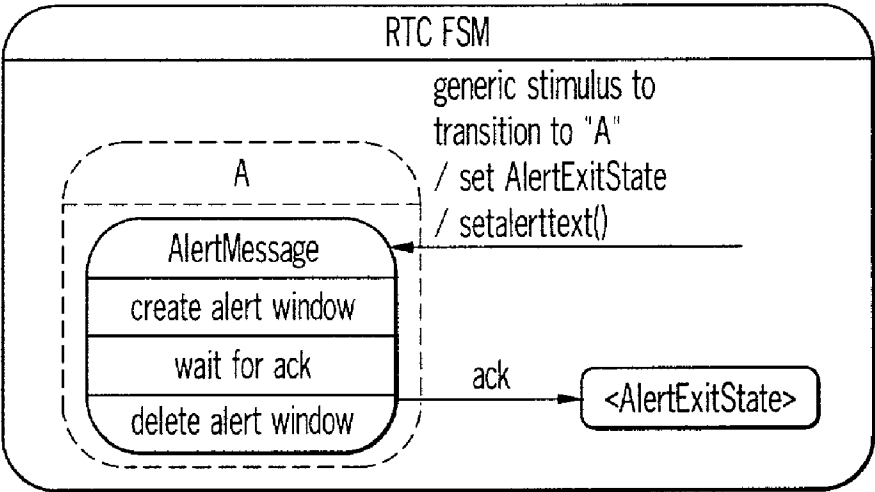 RTC FSM
generic stimulus to
transition to "A"
/ set AlertExitState
/ setalerttext()
A
AlertMessage
create alert window
wait for ack
delete alert window
ack
<AlertExitState>